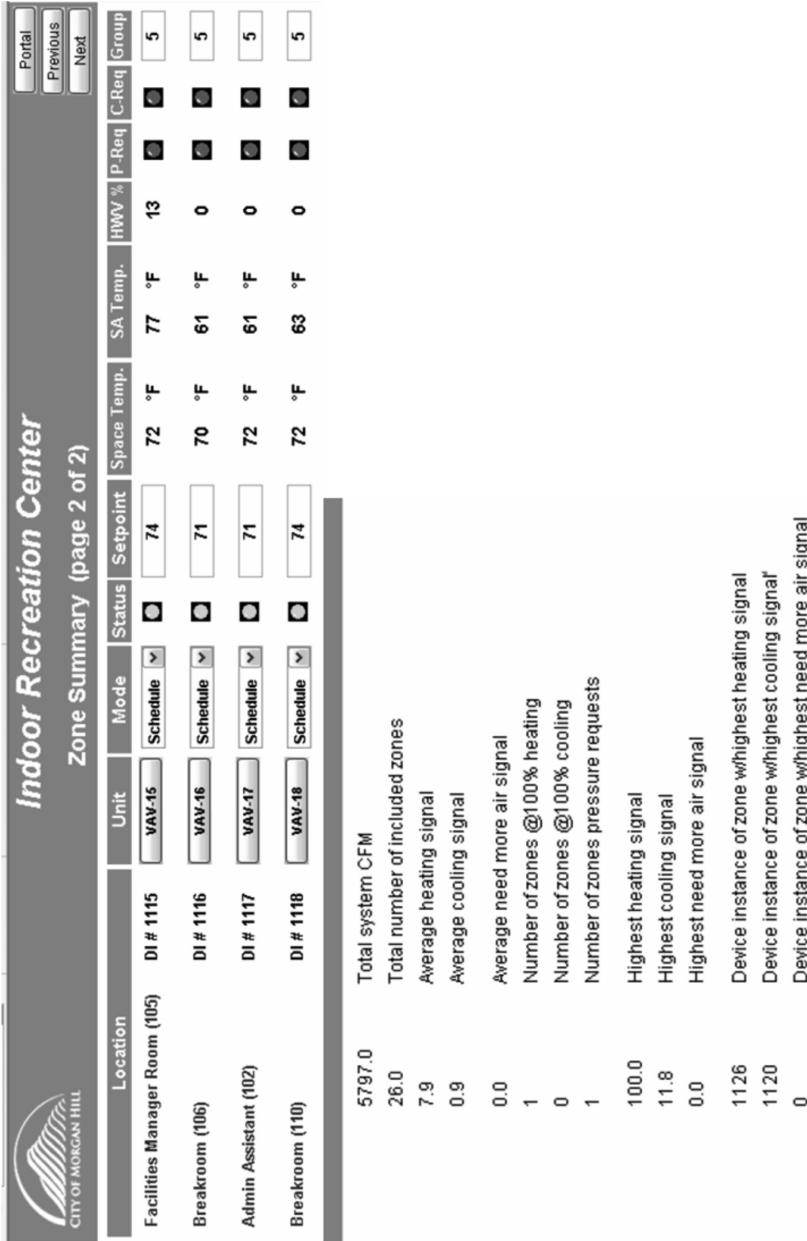 CITY OF MORGAN HILL
Indoor Recreation Center
Zone Summary (page 2 of 2)
Portal
Previous
Next
Location Unit Mode Status Setpoint Space Temp. SA Temp. HWV % P-Req C-Req Group
Facilities Manager Room (105) DI # 1115 VAV-15 Schedule 74 72 °F 77 °F 13 5
Breakroom (106) DI # 1116 VAV-16 Schedule 71 70 °F 61 °F 0 5
Admin Assistant (102) DI # 1117 VAV-17 Schedule 71 72 °F 61 °F 0 5
Breakroom (110) DI # 1118 VAV-18 Schedule 74 72 °F 63 °F 0 5
5797.0 Total system CFM
26.0 Total number of included zones
7.9 Average heating signal
0.9 Average cooling signal
0.0 Average need more air signal
1 Number of zones @100% heating
0 Number of zones @100% cooling
1 Number of zones pressure requests
100.0 Highest heating signal
11.8 Highest cooling signal
0.0 Highest need more air signal
1126 Device instance of zone w/highest heating signal
1120 Device instance of zone w/highest cooling signal'
0 Device instance of zone w/highest need more air signal